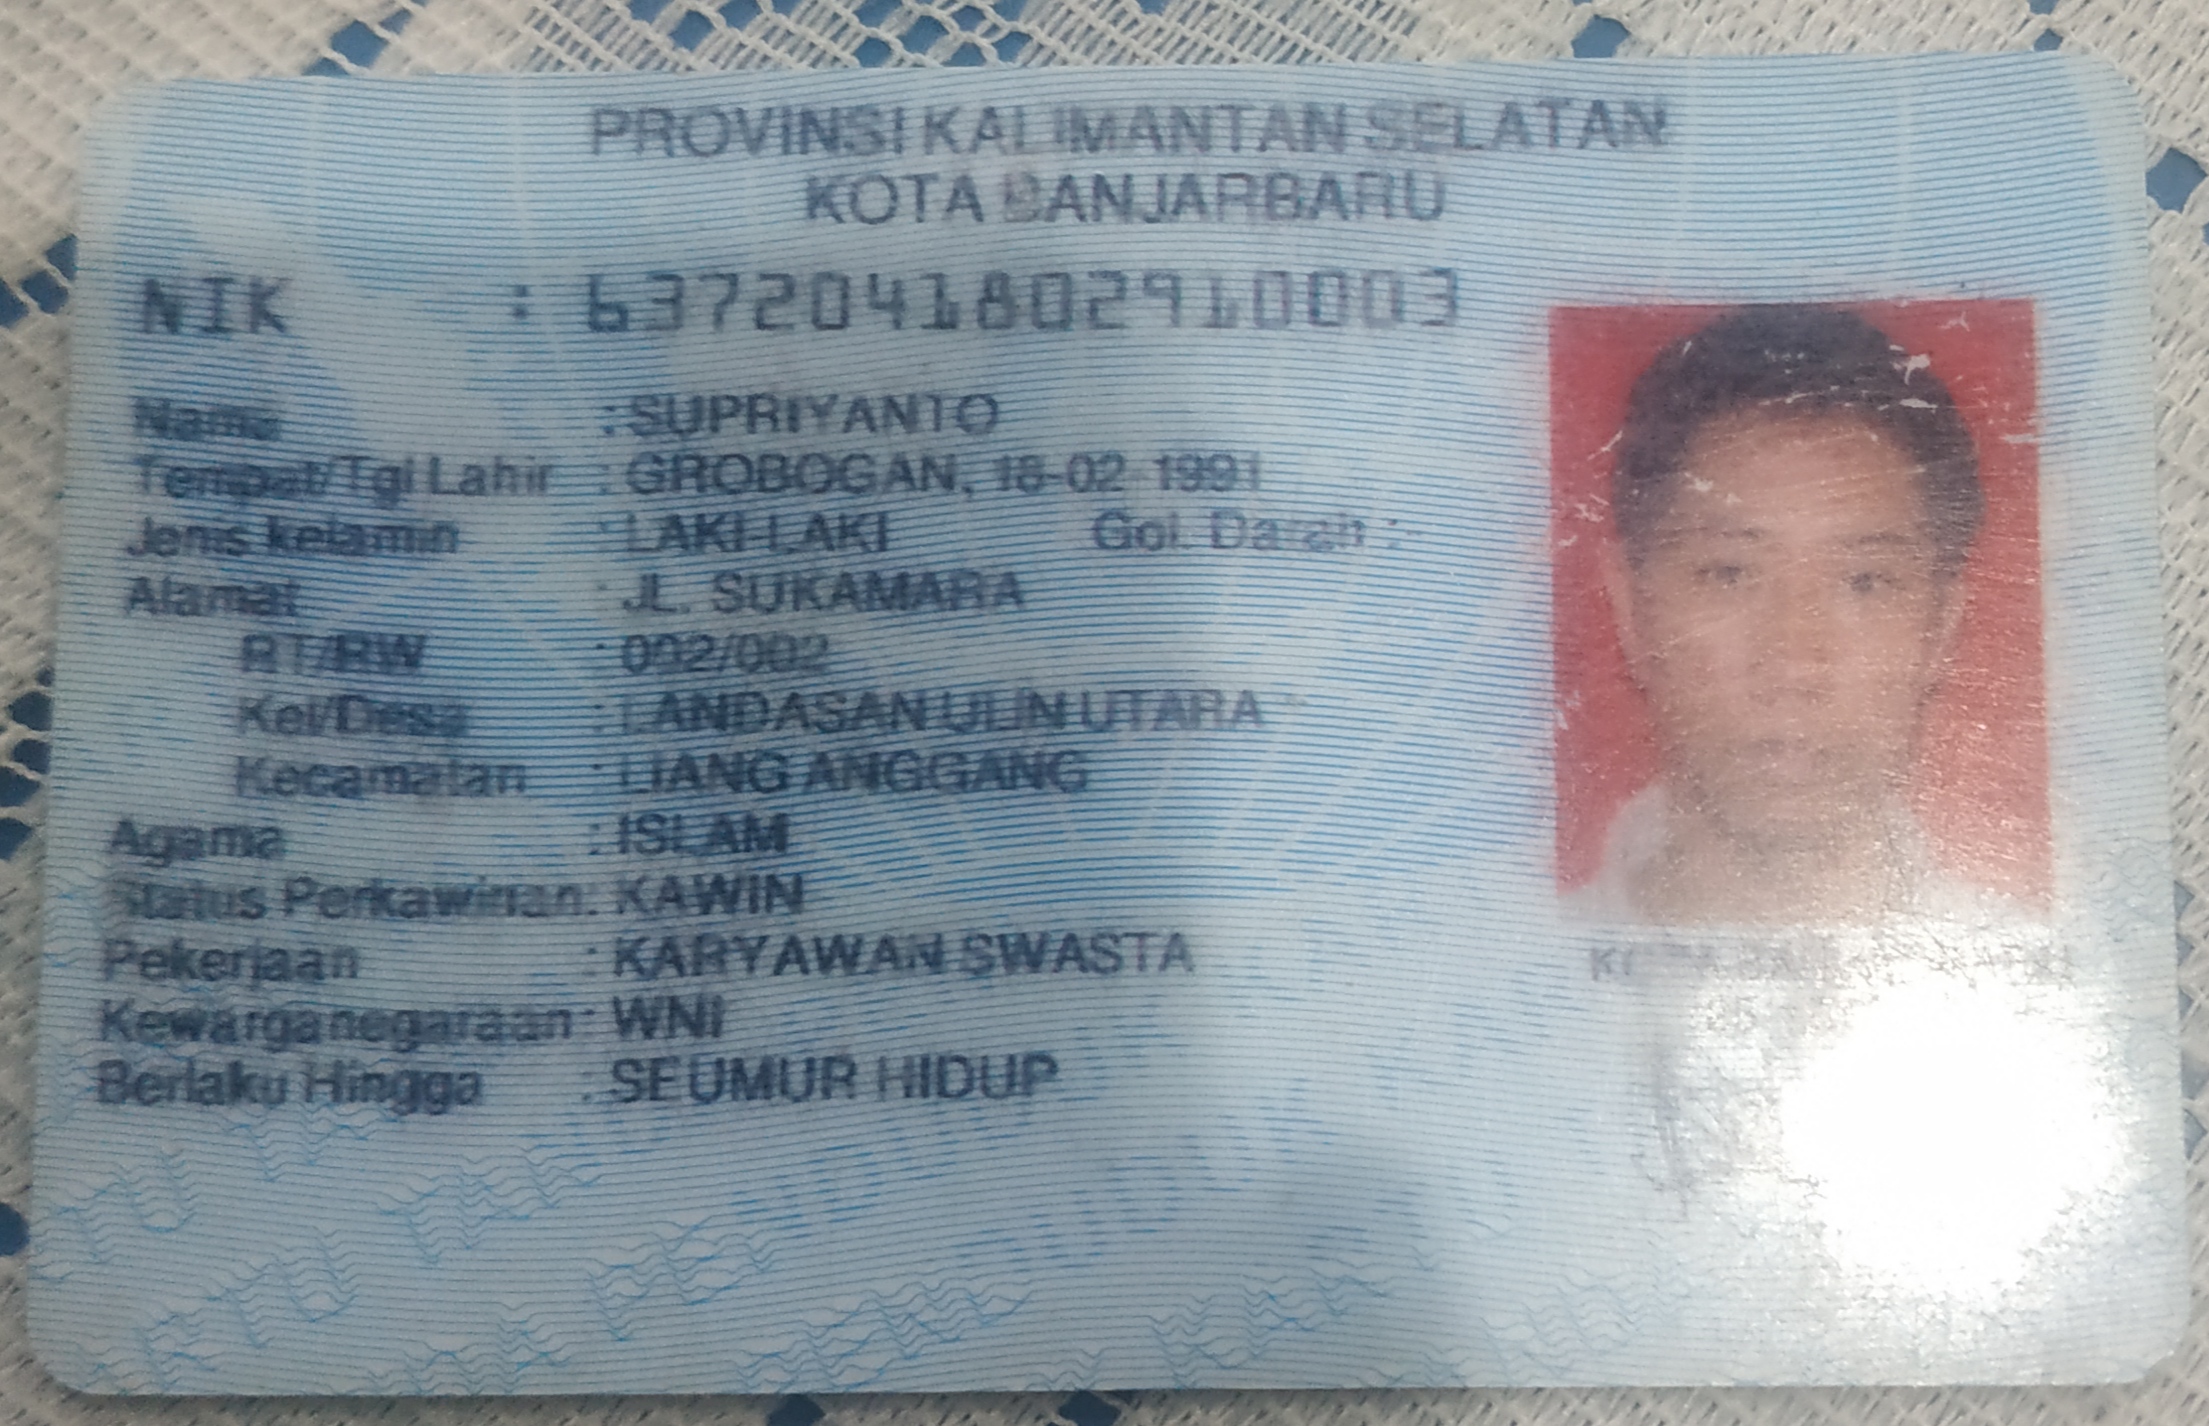 PROVINSI KALIMANTAN SELATAN
KOTA BANJARBARU
NIK : 6372041802910003
Nama : SUPRIYANTO
Tempat/Tgl Lahir : GROBOGAN, 18-02-1991
Jenis kelamin : LAKI-LAKI Gol. Darah :-
Alamat : JL. SUKAMARA
RT/RW : 002/002
Kel/Desa : LANDASAN ULIN UTARA
Kecamatan : LIANG ANGGANG
Agama : ISLAM
Status Perkawinan: KAWIN
Pekerjaan : KARYAWAN SWASTA
Kewarganegaraan: WNI
Berlaku Hingga : SEUMUR HIDUP